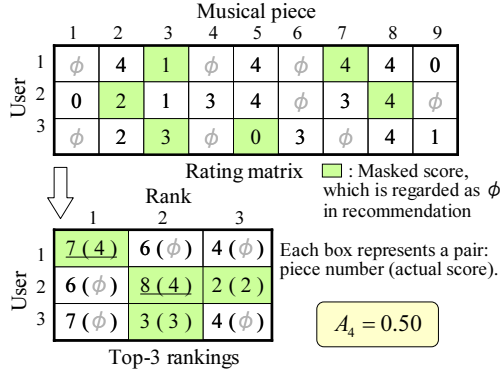 Musical piece
1 2 3 4 5 6 7 8 9
User
1 ϕ 4 1 ϕ 4 ϕ 4 4 0
2 0 2 1 3 4 ϕ 3 4 ϕ
3 ϕ 2 3 ϕ 0 3 ϕ 4 1
Rating matrix
: Masked score,
which is regarded as ϕ
in recommendation
Rank
1 2 3
User
1 7 ( 4 ) 6 ( ϕ ) 4 ( ϕ )
2 6 ( ϕ ) 8 ( 4 ) 2 ( 2 )
3 7 ( ϕ ) 3 ( 3 ) 4 ( ϕ )
Top-3 rankings
Each box represents a pair:
piece number (actual score).
A₄ = 0.50